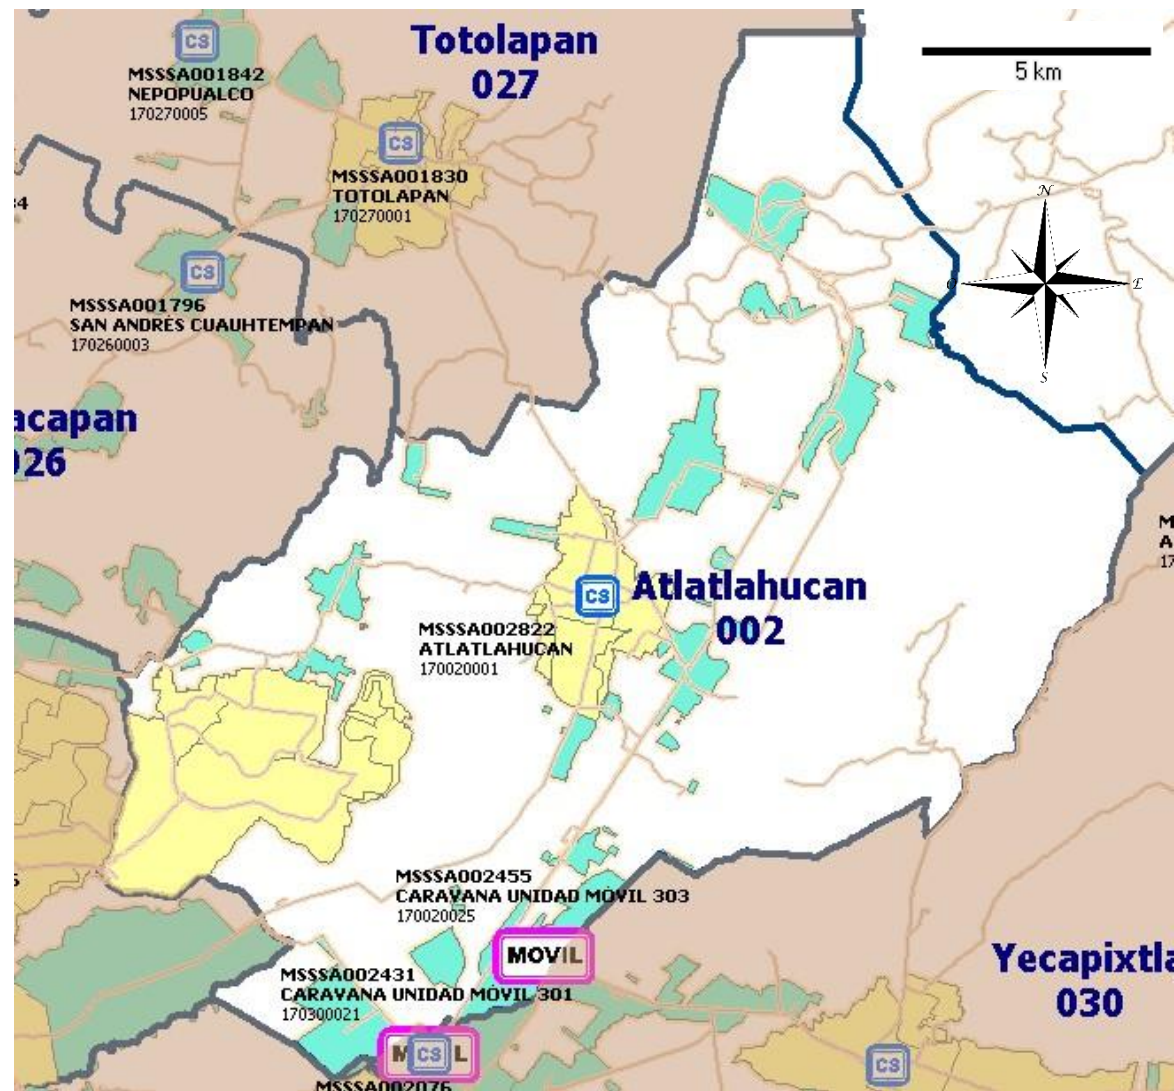 CS
Totolapan
027
5 km
MSSSA001842
NEPOPUALCO
170270005
CS
MSSSA001830
TOTOLAPAN
170270001
N
O
E
S
CS
MSSSA001796
SAN ANDRÉS CUAUHTEMPAN
170260003
acapan
026
CS
Atlatlahucan
002
MSSSA002822
ATLATLAHUCAN
170020001
MSSSA002455
CARAVANA UNIDAD MÓVIL 303
170020025
MOVIL
MSSSA002431
CARAVANA UNIDAD MÓVIL 301
170300021
Yecapixtla
030
CS
CS
MSSSA002076